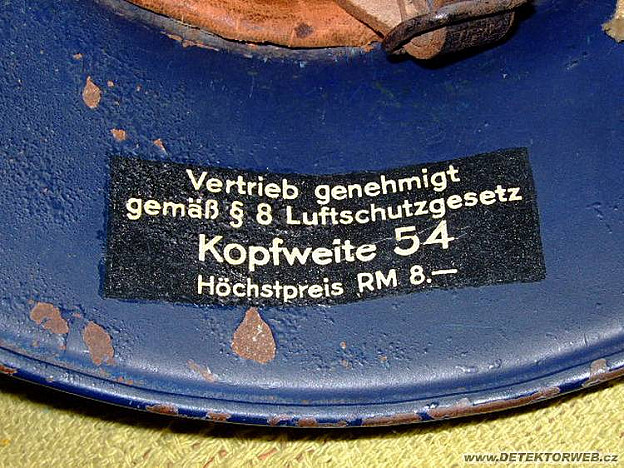 Vertrieb genehmigt
gemäß § 8 Luftschutzgesetz
Kopfweite 54
Höchstpreis RM 8.—
www.DETEKTORWEB.cz